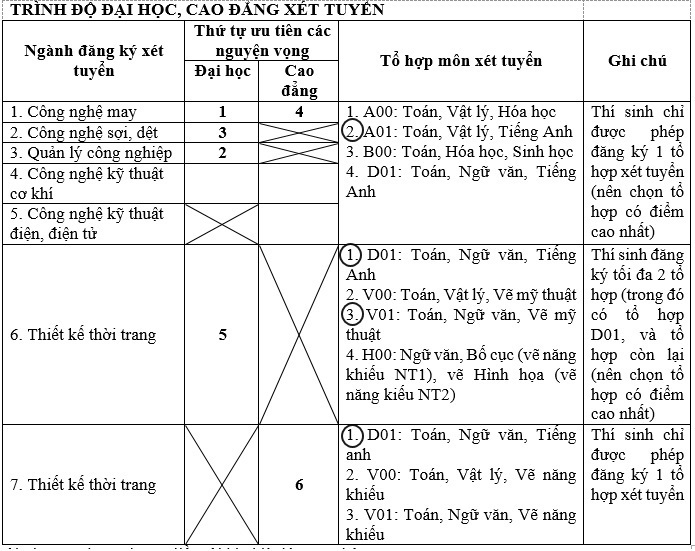 TRÌNH ĐỘ ĐẠI HỌC, CAO ĐẲNG XÉT TUYỂN
Ngành đăng ký xét
tuyển
Thứ tự ưu tiên các
nguyện vọng
Đại học
Cao
đẳng
Tổ hợp môn xét tuyển
Ghi chú
1. Công nghệ may
1
4
2. Công nghệ sợi, dệt
3
3. Quản lý công nghiệp
2
4. Công nghệ kỹ thuật
cơ khí
5. Công nghệ kỹ thuật
điện, điện tử
1. A00: Toán, Vật lý, Hóa học
2. A01: Toán, Vật lý, Tiếng Anh
3. B00: Toán, Hóa học, Sinh học
4. D01: Toán, Ngữ văn, Tiếng
Anh
Thí sinh chỉ
được phép
đăng ký 1 tổ
hợp xét tuyển
(nên chọn tổ
hợp có điểm
cao nhất)
6. Thiết kế thời trang
5
1. D01: Toán, Ngữ văn, Tiếng
Anh
2. V00: Toán, Vật lý, Vẽ mỹ thuật
3. V01: Toán, Ngữ văn, Vẽ mỹ
thuật
4. H00: Ngữ văn, Bố cục (vẽ năng
khiếu NT1), vẽ Hình họa (vẽ
năng kiếu NT2)
Thí sinh đăng
ký tối đa 2 tổ
hợp (trong đó
có tổ hợp
D01, và tổ
hợp còn lại
(nên chọn tổ
hợp có điểm
cao nhất)
7. Thiết kế thời trang
6
1. D01: Toán, Ngữ văn, Tiếng
anh
2. V00: Toán, Vật lý, Vẽ năng
khiếu
3. V01: Toán, Ngữ văn, Vẽ năng
khiếu
Thí sinh chỉ
được phép
đăng ký 1 tổ
hợp xét tuyển